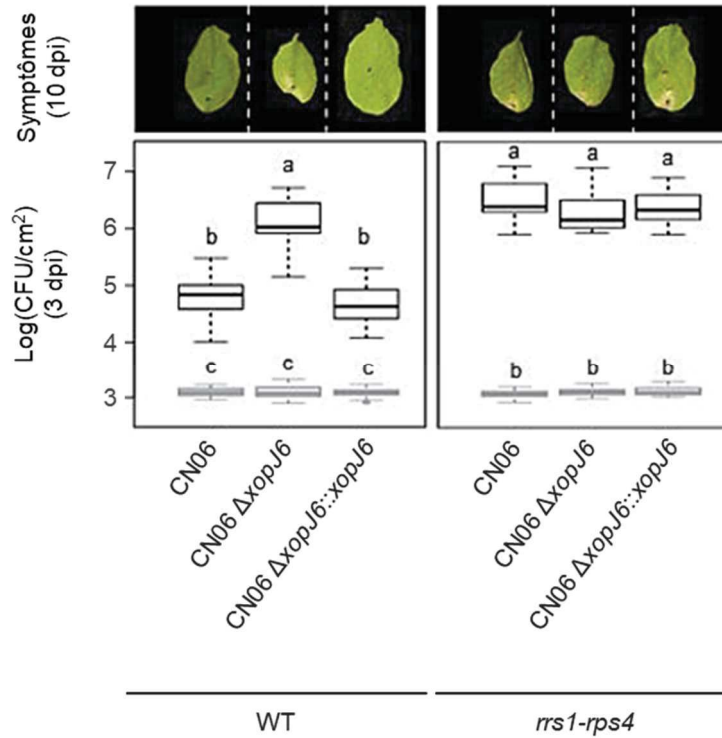 Symptômes
(10 dpi)
Log(CFU/cm²)
(3 dpi)
7
6
5
4
3
b
a
b
c
c
c
a
a
a
b
b
b
CN06
CN06 ΔxopJ6
CN06 ΔxopJ6::xopJ6
CN06
CN06 ΔxopJ6
CN06 ΔxopJ6::xopJ6
WT
rrs1-rps4